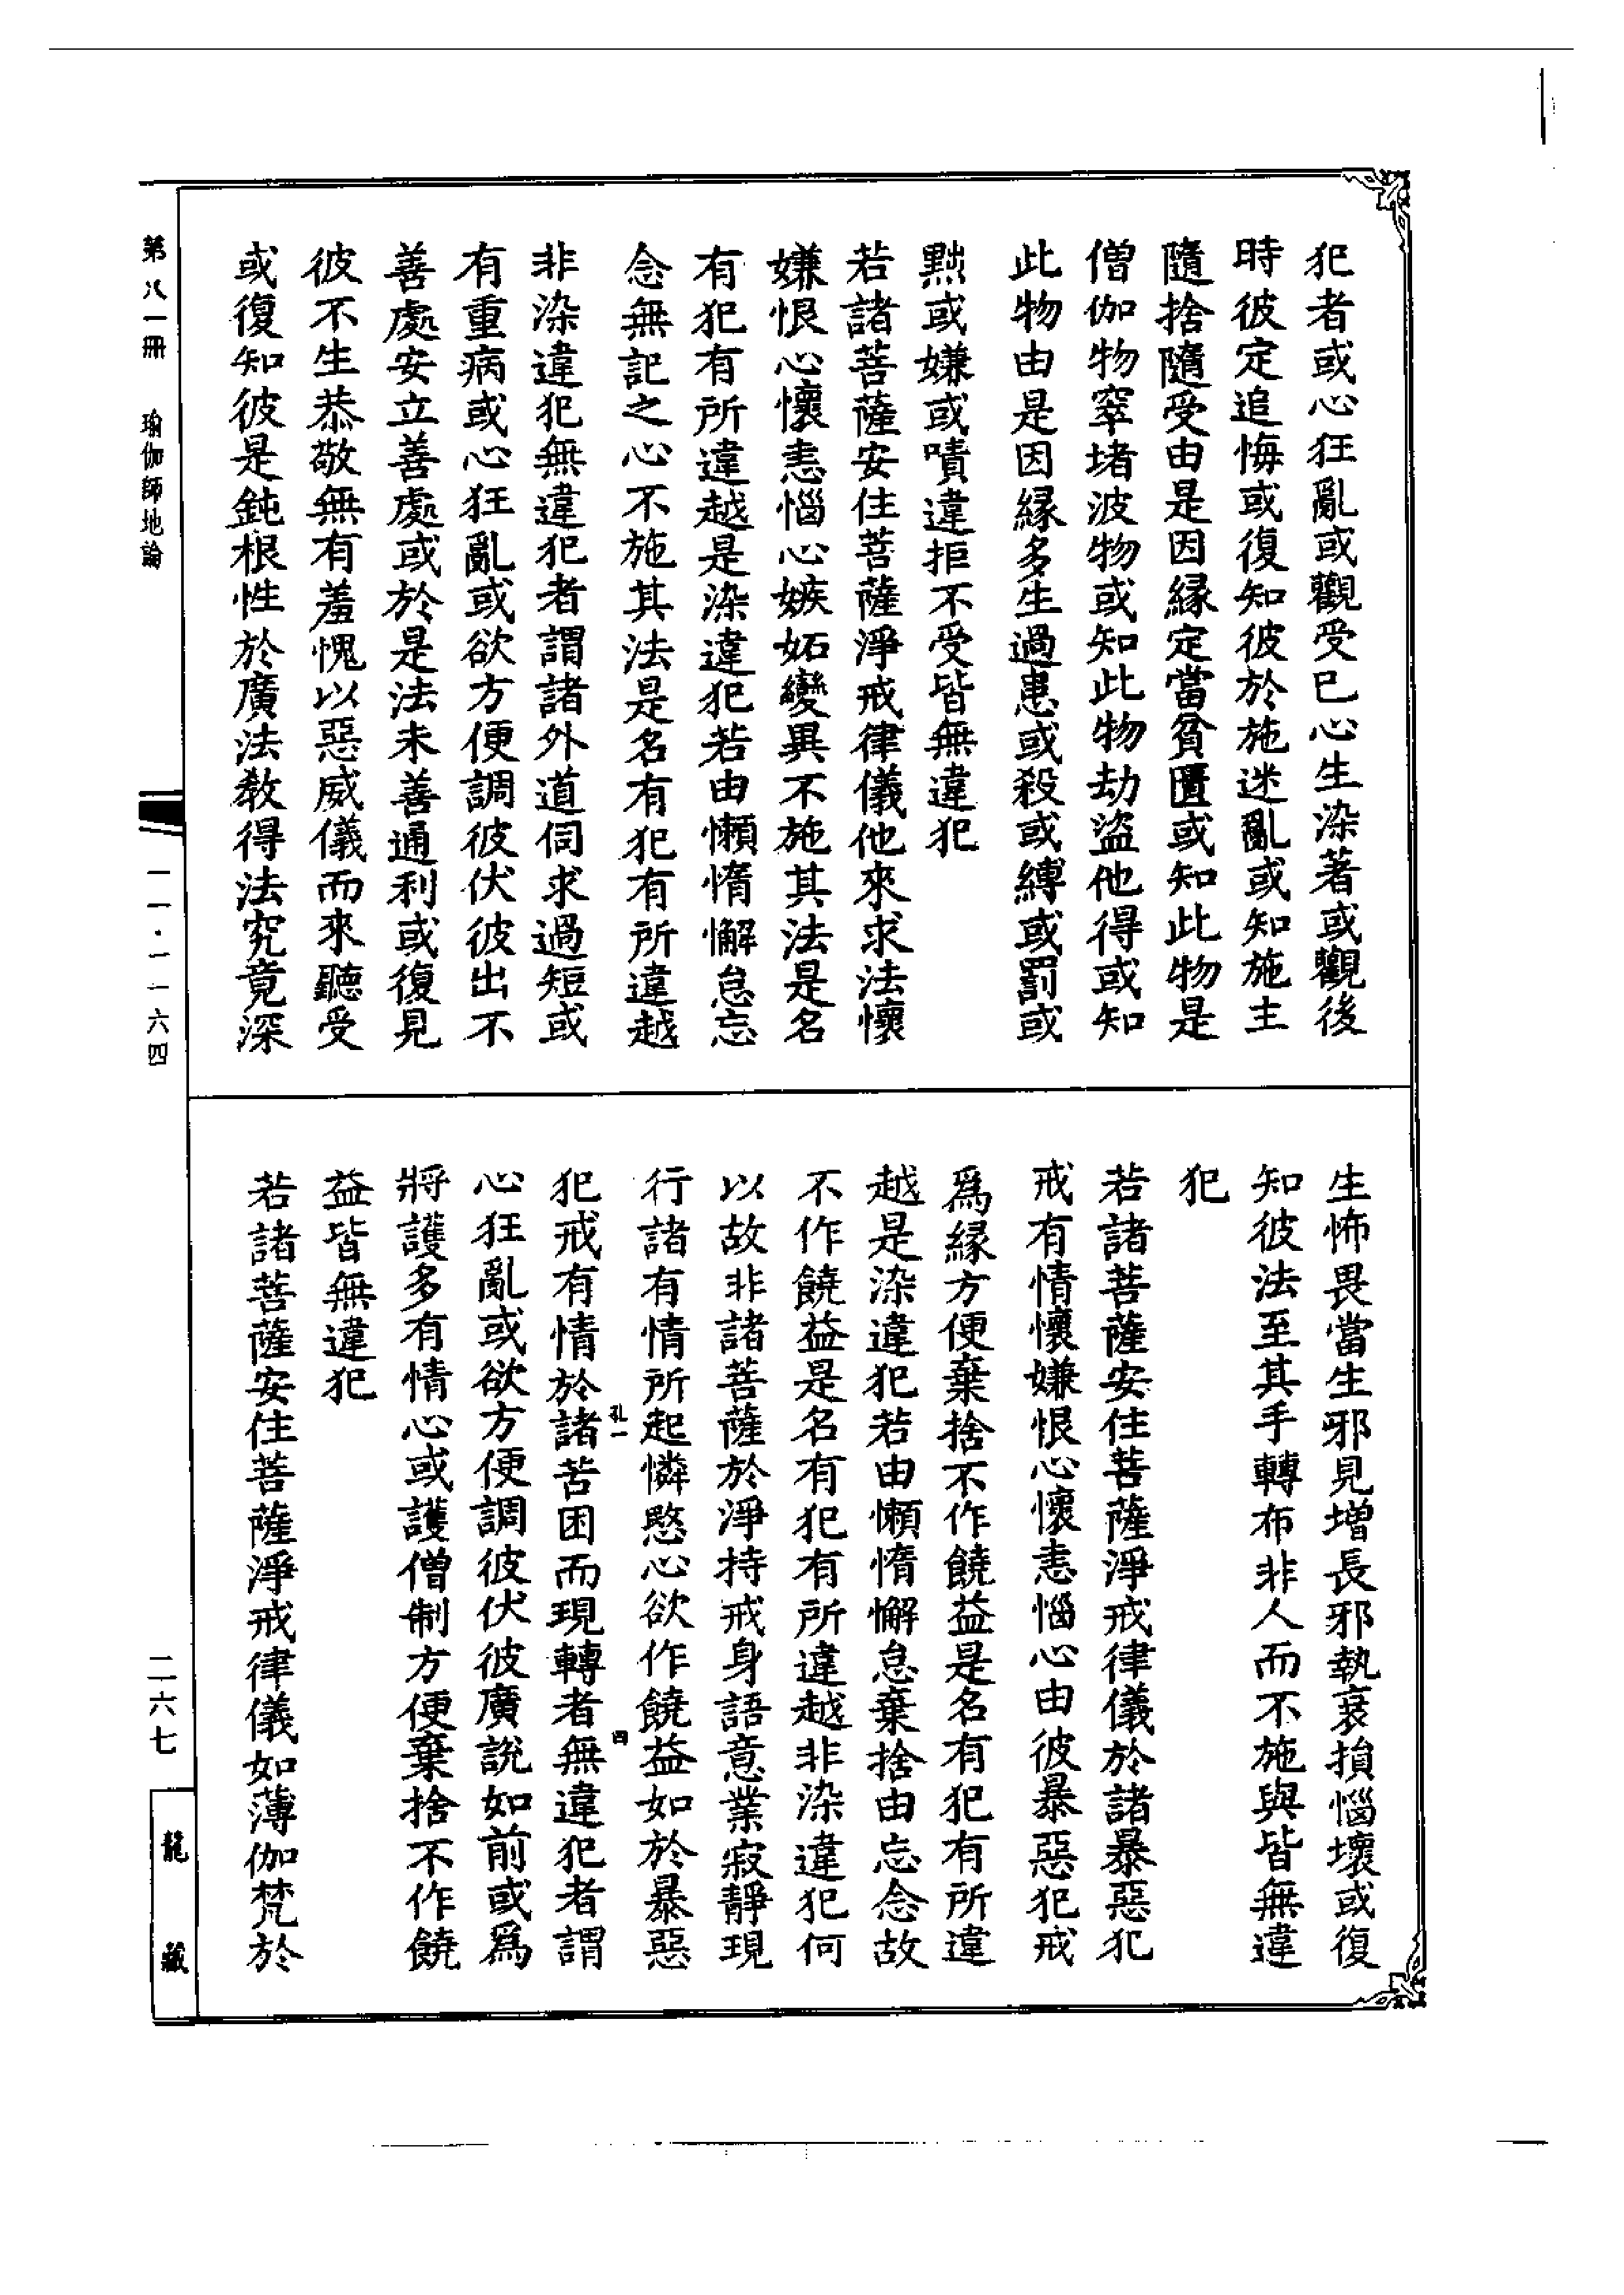 犯者或心狂亂或觀受已心生染著或觀後
時彼定追悔或復知彼於施迷亂或知施主
隨捨隨受由是因緣定當貧匱或知此物是
僧伽物窣堵波物或知此物劫盜他得或知
此物由是因緣多生過患或殺或縛或罰或
黜或嫌或嘖違拒不受皆無違犯
若諸菩薩安住菩薩淨戒律儀他來求法懷
嫌恨心懷恚惱心嫉妬變異不施其法是名
有犯有所違越是染違犯若由懶惰懈怠忘
念無記之心不施其法是名有犯有所違越
非染違犯無違犯者謂諸外道伺求過短或
有重病或心狂亂或欲方便調彼伏彼出不
善處安立善處或於是法未善通利或復見
彼不生恭敬無有羞愧以惡威儀而來聽受
或復知彼是鈍根性於廣法教得法究竟深
生怖畏當生邪見增長邪執衰損惱壞或復
知彼法至其手轉布非人而不施與皆無違
犯
若諸菩薩安住菩薩淨戒律儀於諸暴惡犯
戒有情懷嫌恨心懷恚惱心由彼暴惡犯戒
爲緣方便棄捨不作饒益是名有犯有所違
越是染違犯若由懶惰懈怠棄捨由忘念故
不作饒益是名有犯有所違越非染違犯何
以故非諸菩薩於淨持戒身語意業寂靜現
行諸有情所起憐愍心欲作饒益如於暴惡
犯戒有情於諸苦因而現轉者無違犯者謂
心狂亂或欲方便調彼伏彼廣說如前或爲
將護多有情心或護僧制方便棄捨不作饒
益皆無違犯
若諸菩薩安住菩薩淨戒律儀如薄伽梵於
第八一冊 瑜伽師地論
一一·一一六四
二六七
龍藏